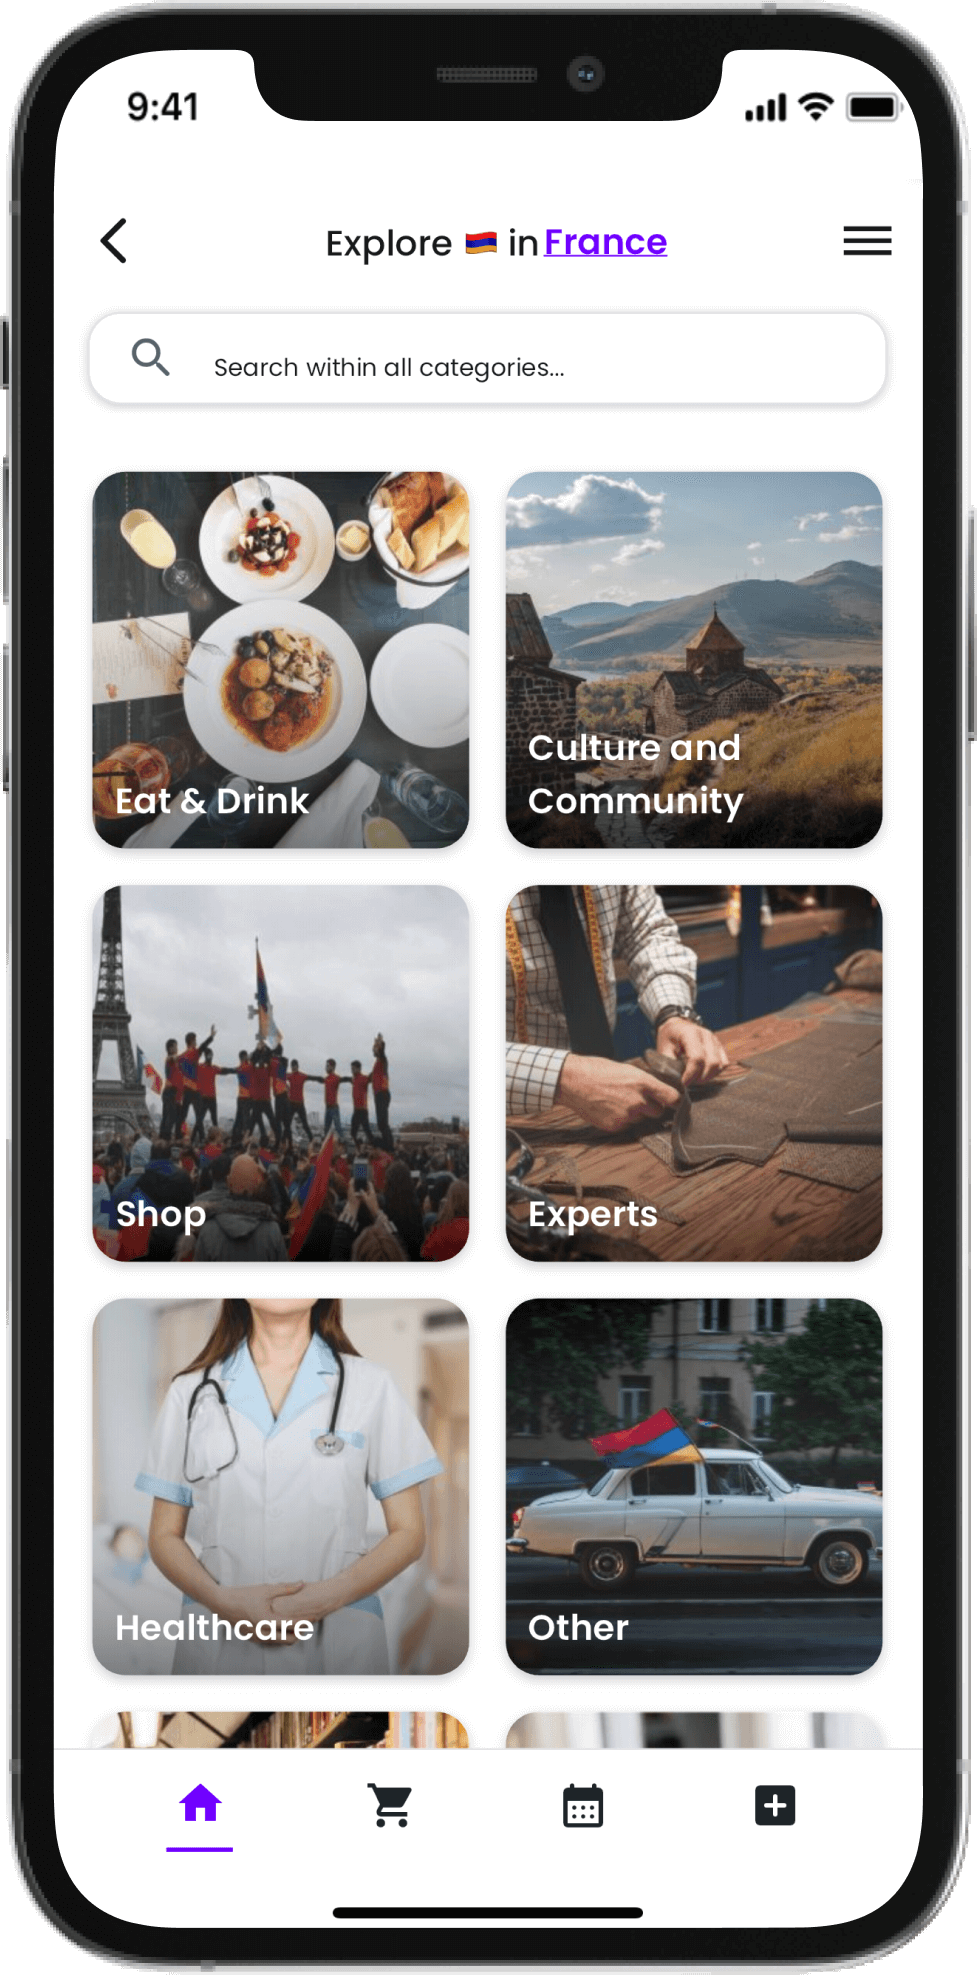 9:41
Explore 🇦🇲 in France
Search within all categories...
Eat & Drink
Culture and
Community
Shop
Experts
Healthcare
Other